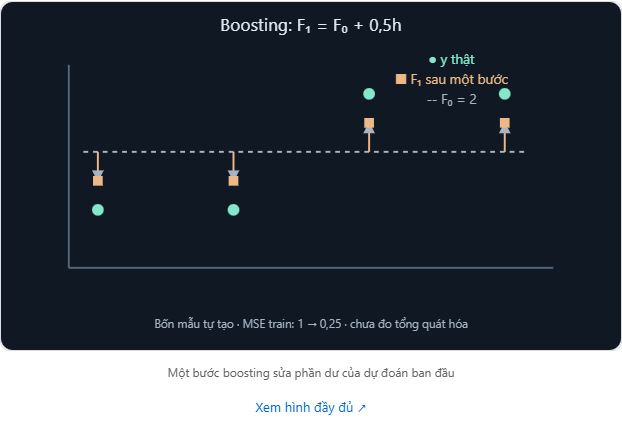 Boosting: F₁ = F₀ + 0,5h
● y thật
■ F₁ sau một bước
-- F₀ = 2
Bốn mẫu tự tạo · MSE train: 1 → 0,25 · chưa đo tổng quát hóa
Một bước boosting sửa phần dư của dự đoán ban đầu
Xem hình đầy đủ ↗